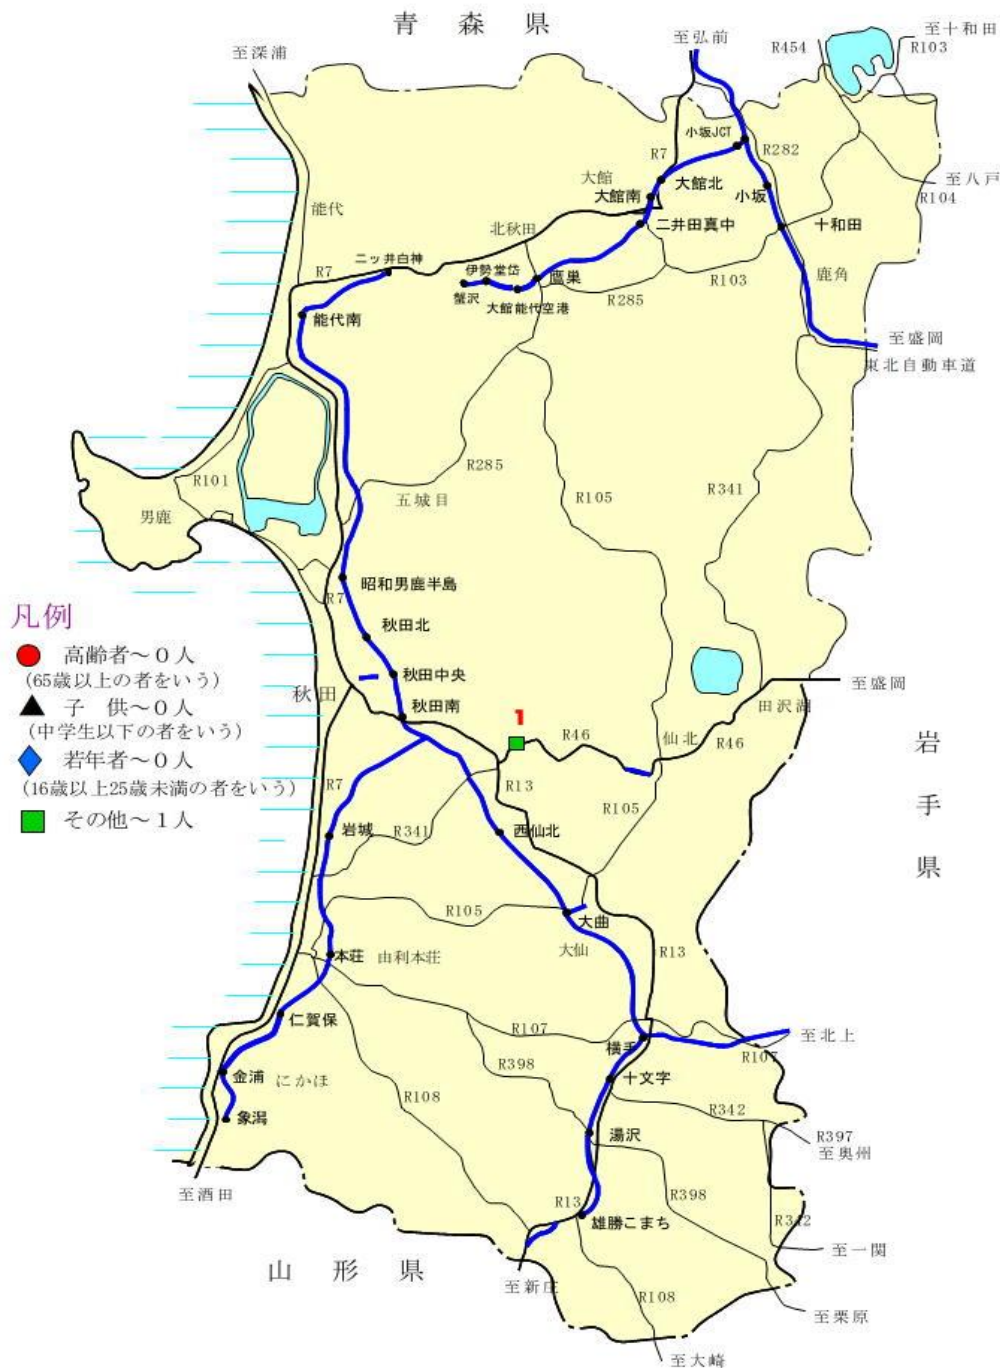 青 森 県
至十和田
至弘前
R454
R103
至深浦
小坂JCT
R282
R7
大館
大館北
至八戸
小坂
R104
大館南
能代
十和田
北秋田
二井田真中
二ッ井白神
伊勢堂岱
鹿角
R7
鷹巣
R103
蟹沢
R285
大館能代空港
能代南
至盛岡
東北自動車道
R285
R101
R341
五城目
R105
男鹿
昭和男鹿半島
R7
凡例
秋田北
高齢者～０人
秋田中央
(65歳以上の者をいう)
至盛岡
秋田
田沢湖
子 供～０人
秋田南
1
(中学生以下の者をいう)
R46
仙北
R46
岩 手 県
若年者～０人
R7
R13
(16歳以上25歳未満の者をいう)
R105
その他～１人
岩城
R341
西仙北
R105
大曲
大仙
R13
本荘
由利本荘
仁賀保
R107
至北上
横手
R107
R398
金浦
にかほ
十文字
R108
R342
象潟
湯沢
R397
至奥州
至酒田
R398
R13
雄勝こまち
R342
至一関
山 形 県
至新庄
R108
至栗原
至大崎